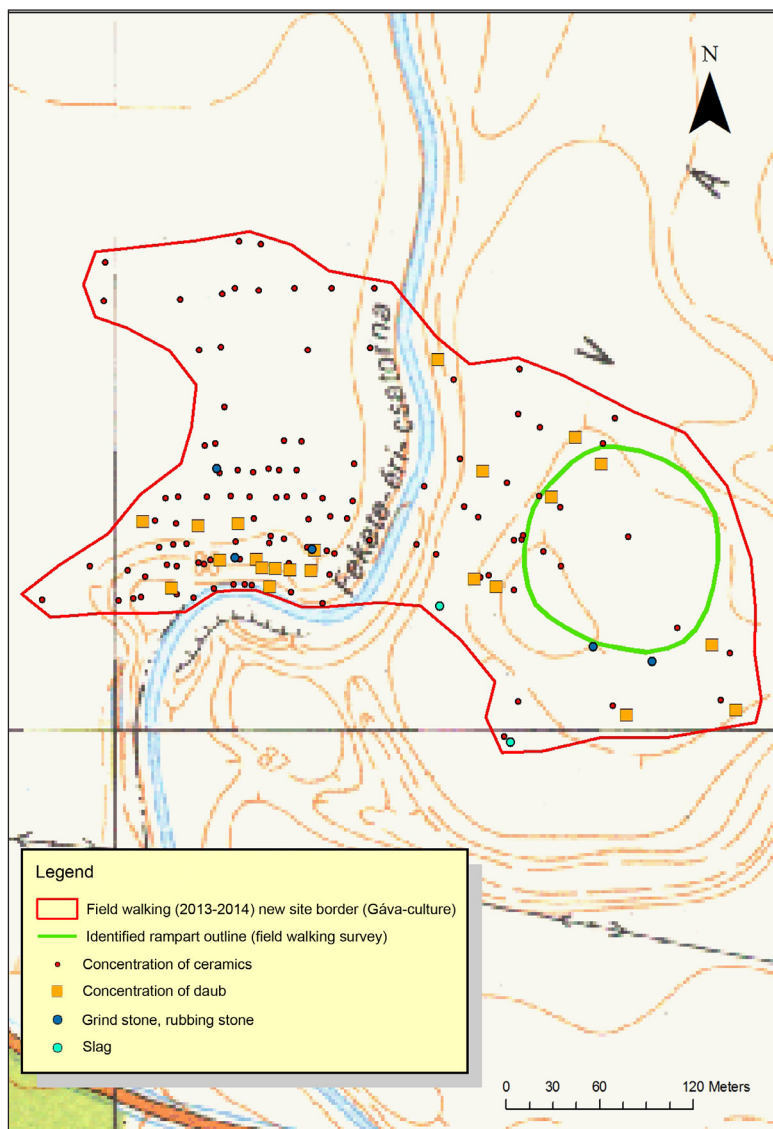 N
Fekete-éri-csatorna
Legend
Field walking (2013-2014) new site border (Gáva-culture)
Identified rampart outline (field walking survey)
Concentration of ceramics
Concentration of daub
Grind stone, rubbing stone
Slag
0 30 60 120 Meters